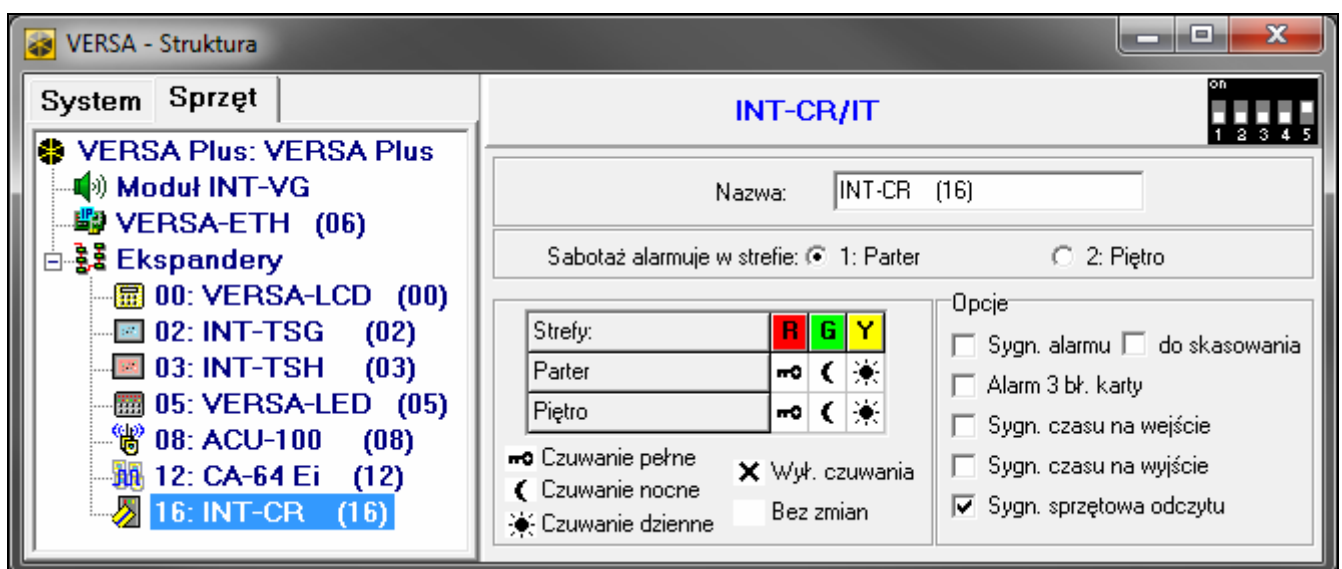 VERSA - Struktura
System Sprzęt
VERSA Plus: VERSA Plus
Moduł INT-VG
VERSA-ETH (06)
Ekspandery
00: VERSA-LCD (00)
02: INT-TSG (02)
03: INT-TSH (03)
05: VERSA-LED (05)
08: ACU-100 (08)
12: CA-64 Ei (12)
16: INT-CR (16)
INT-CR/IT
on
1 2 3 4 5
Nazwa: INT-CR (16)
Sabotaż alarmuje w strefie: 1: Parter 2: Piętro
Strefy: R G Y
Parter
Piętro
Czuwanie pełne
Czuwanie nocne
Czuwanie dzienne
Wył. czuwania
Bez zmian
Opcje
Sygn. alarmu do skasowania
Alarm 3 bł. karty
Sygn. czasu na wejście
Sygn. czasu na wyjście
Sygn. sprzętowa odczytu